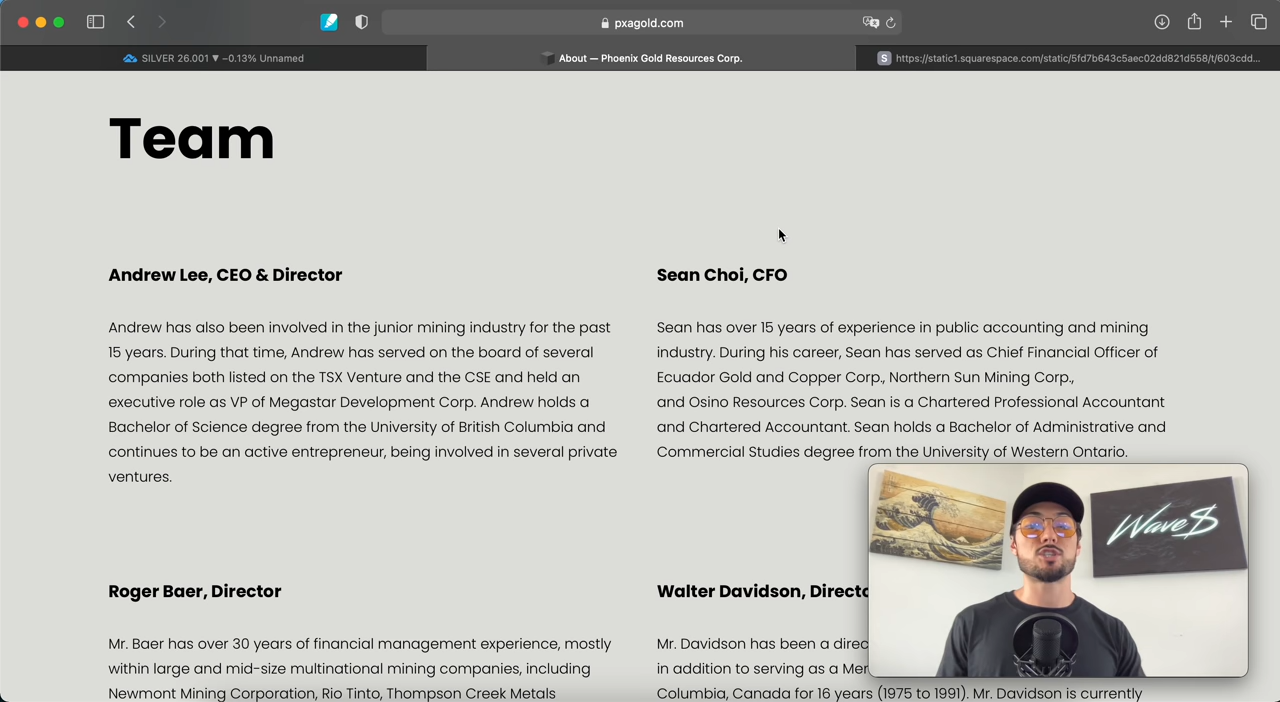 pxagold.com
SILVER 26.001 ▼ −0.13% Unnamed
About — Phoenix Gold Resources Corp.
S https://static1.squarespace.com/static/5fd7b643c5aec02dd821d558/t/603cdd...
Team
Andrew Lee, CEO & Director
Andrew has also been involved in the junior mining industry for the past
15 years. During that time, Andrew has served on the board of several
companies both listed on the TSX Venture and the CSE and held an
executive role as VP of Megastar Development Corp. Andrew holds a
Bachelor of Science degree from the University of British Columbia and
continues to be an active entrepreneur, being involved in several private
ventures.
Sean Choi, CFO
Sean has over 15 years of experience in public accounting and mining
industry. During his career, Sean has served as Chief Financial Officer of
Ecuador Gold and Copper Corp., Northern Sun Mining Corp.,
and Osino Resources Corp. Sean is a Chartered Professional Accountant
and Chartered Accountant. Sean holds a Bachelor of Administrative and
Commercial Studies degree from the University of Western Ontario.
Roger Baer, Director
Mr. Baer has over 30 years of financial management experience, mostly
within large and mid-size multinational mining companies, including
Newmont Mining Corporation, Rio Tinto, Thompson Creek Metals
Walter Davidson, Directo
Mr. Davidson has been a direc
in addition to serving as a Mer
Columbia, Canada for 16 years (1975 to 1991). Mr. Davidson is currently
Wave$